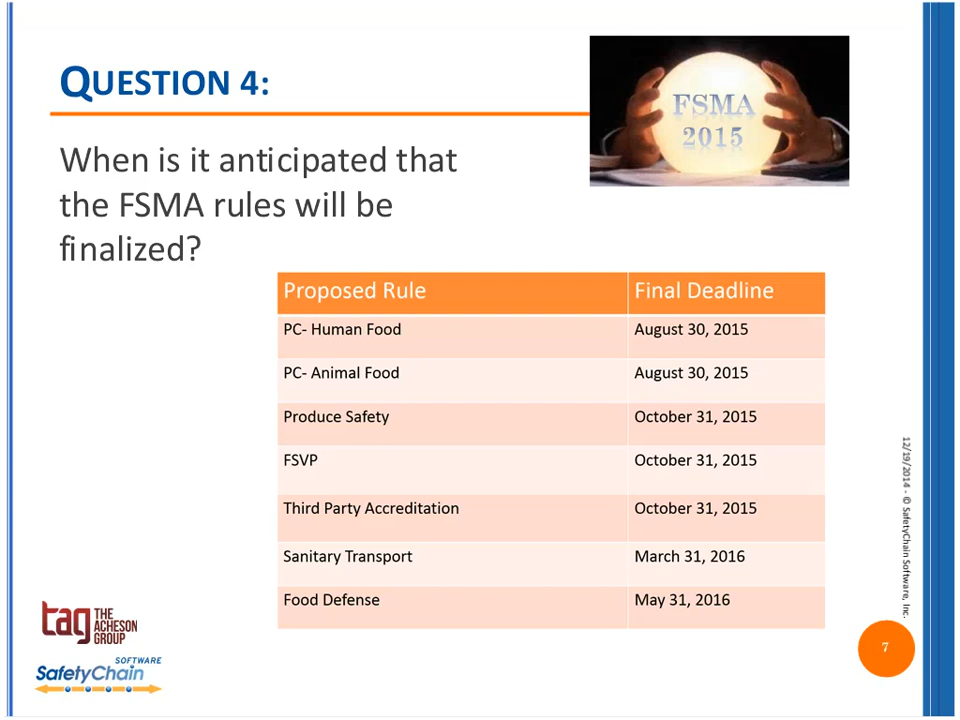 QUESTION 4:
FSMA
2015
When is it anticipated that
the FSMA rules will be
finalized?
Proposed Rule Final Deadline
PC- Human Food August 30, 2015
PC- Animal Food August 30, 2015
Produce Safety October 31, 2015
FSVP October 31, 2015
Third Party Accreditation October 31, 2015
Sanitary Transport March 31, 2016
Food Defense May 31, 2016
12/19/2014 - © SafetyChain Software, Inc.
tag THE
ACHESON
GROUP
SOFTWARE
SafetyChain
7